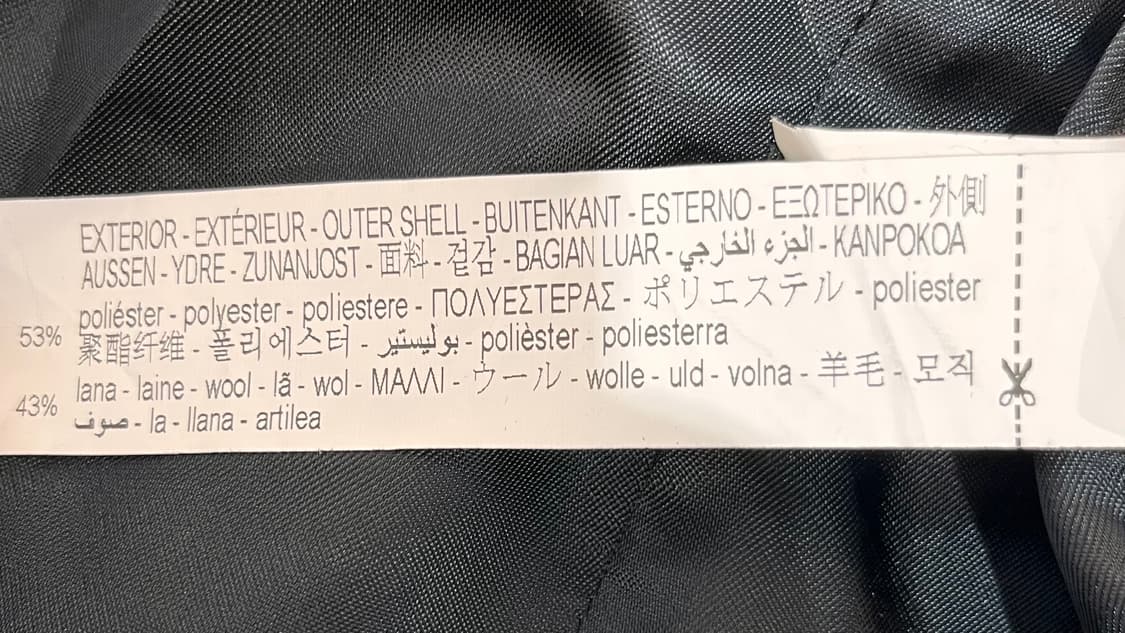 EXTERIOR - EXTÉRIEUR - OUTER SHELL - BUITENKANT - ESTERNO - ΕΞΩΤΕΡΙΚΟ - 外側
AUSSEN - YDRE - ZUNANJOST - 面料 - 겉감 - BAGIAN LUAR - الجزء الخارجي - KANPOKOA
53% poliéster - polyester - poliestere - ΠΟΛΥΕΣΤΕΡΑΣ - ポリエステル - poliester
聚酯纤维 - 폴리에스터 - بوليستير - polièster - poliesterra
43% lana - laine - wool - lã - wol - ΜΑΛΛΙ - ウール - wolle - uld - volna - 羊毛 - 모직
صوف - la - llana - artilea